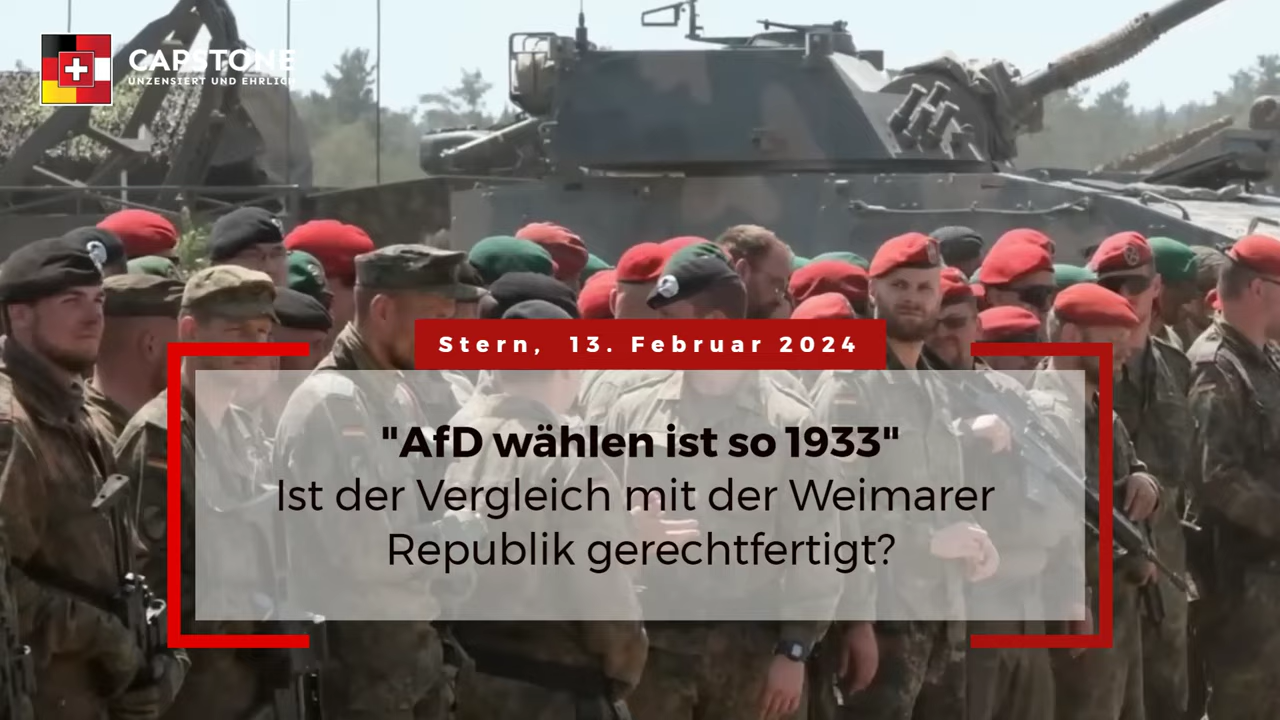 CAPSTONE
UNZENSIERT UND EHRLICH
Stern, 13. Februar 2024
"AfD wählen ist so 1933"
Ist der Vergleich mit der Weimarer
Republik gerechtfertigt?